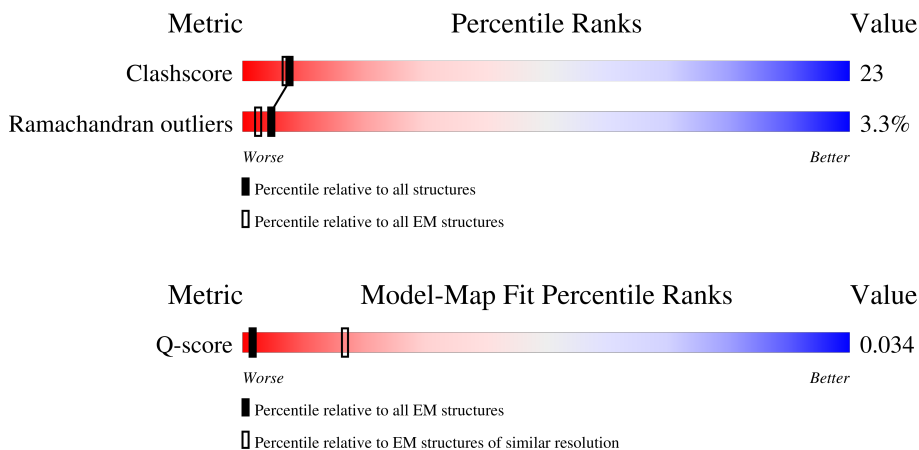 Metric Percentile Ranks Value
Clashscore 23
Ramachandran outliers 3.3%
Worse Better
Percentile relative to all structures
Percentile relative to all EM structures
Metric Model-Map Fit Percentile Ranks Value
Q-score 0.034
Worse Better
Percentile relative to all EM structures
Percentile relative to EM structures of similar resolution